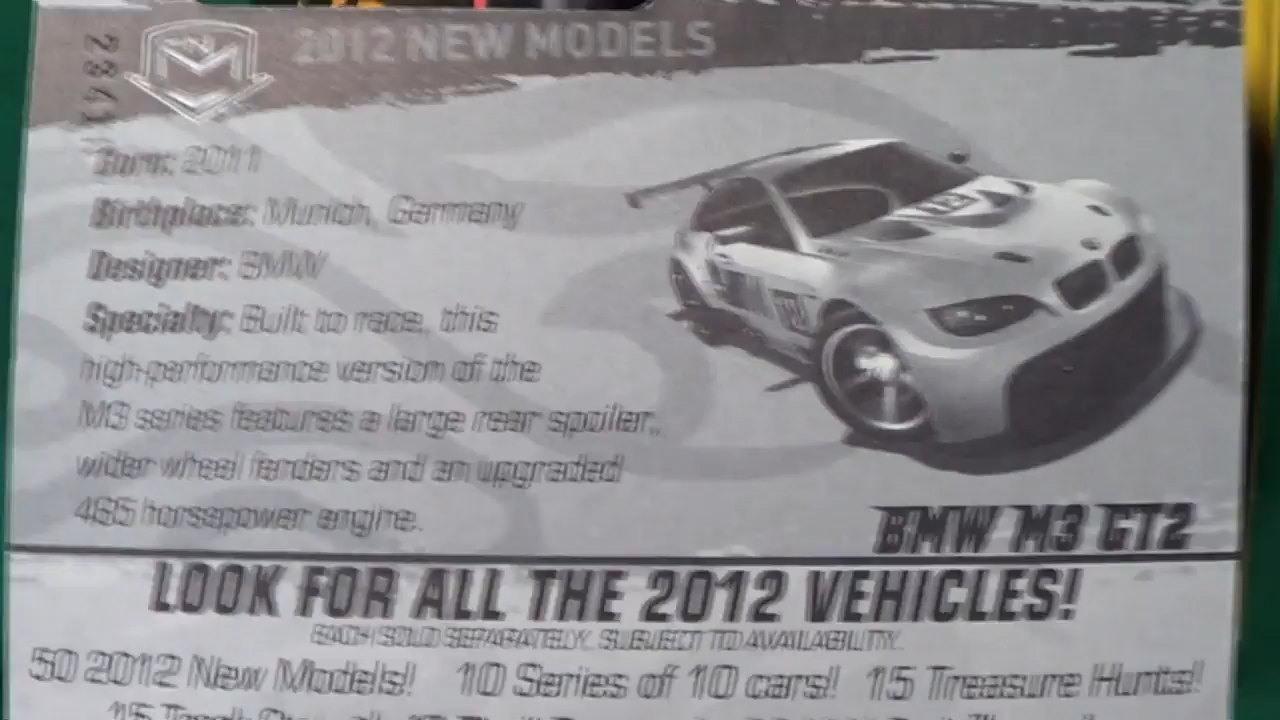 2012 NEW MODELS
Born: 2011
Birthplace: Munich, Germany
Designer: BMW
Specialty: Built to race, this
high-performance version of the
M3 series features a large rear spoiler,
wider wheel fenders and an upgraded
485 horsepower engine.
BMW M3 GT2
LOOK FOR ALL THE 2012 VEHICLES!
EACH SOLD SEPARATELY. SUBJECT TO AVAILABILITY.
50 2012 New Models! 10 Series of 10 cars! 15 Treasure Hunts!